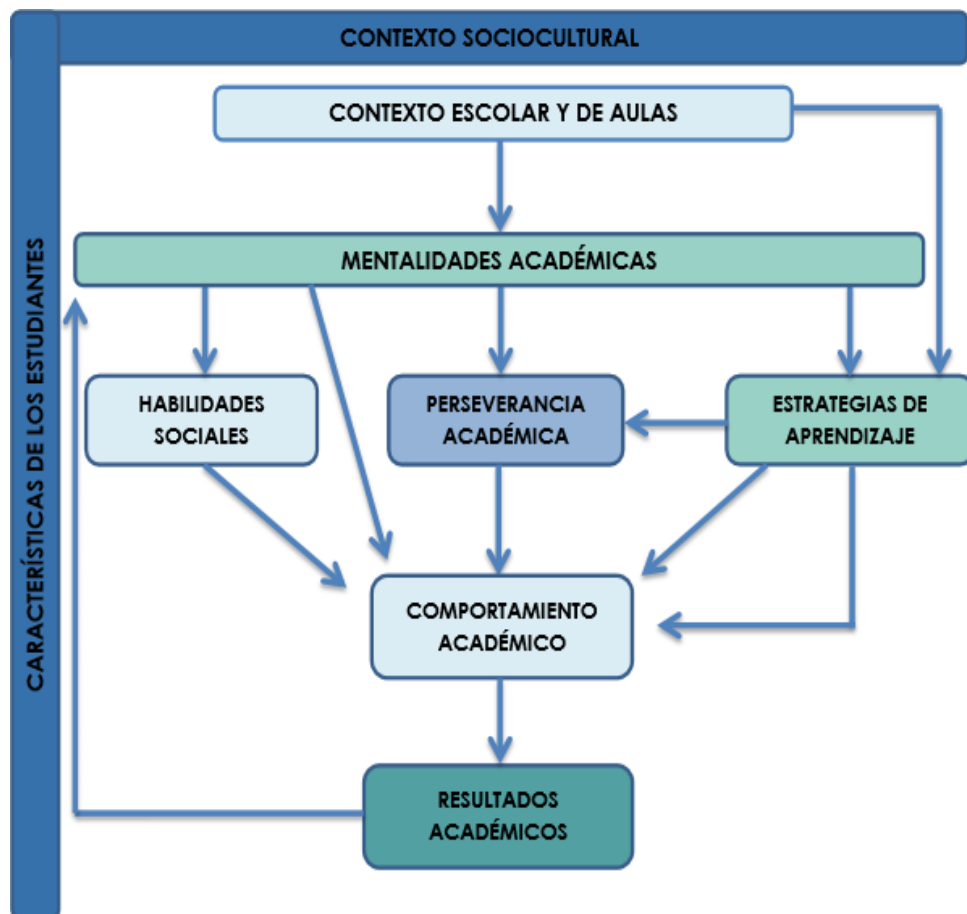 CONTEXTO SOCIOCULTURAL
CARACTERÍSTICAS DE LOS ESTUDIANTES
CONTEXTO ESCOLAR Y DE AULAS
MENTALIDADES ACADÉMICAS
HABILIDADES
SOCIALES
PERSEVERANCIA
ACADÉMICA
ESTRATEGIAS DE
APRENDIZAJE
COMPORTAMIENTO
ACADÉMICO
RESULTADOS
ACADÉMICOS